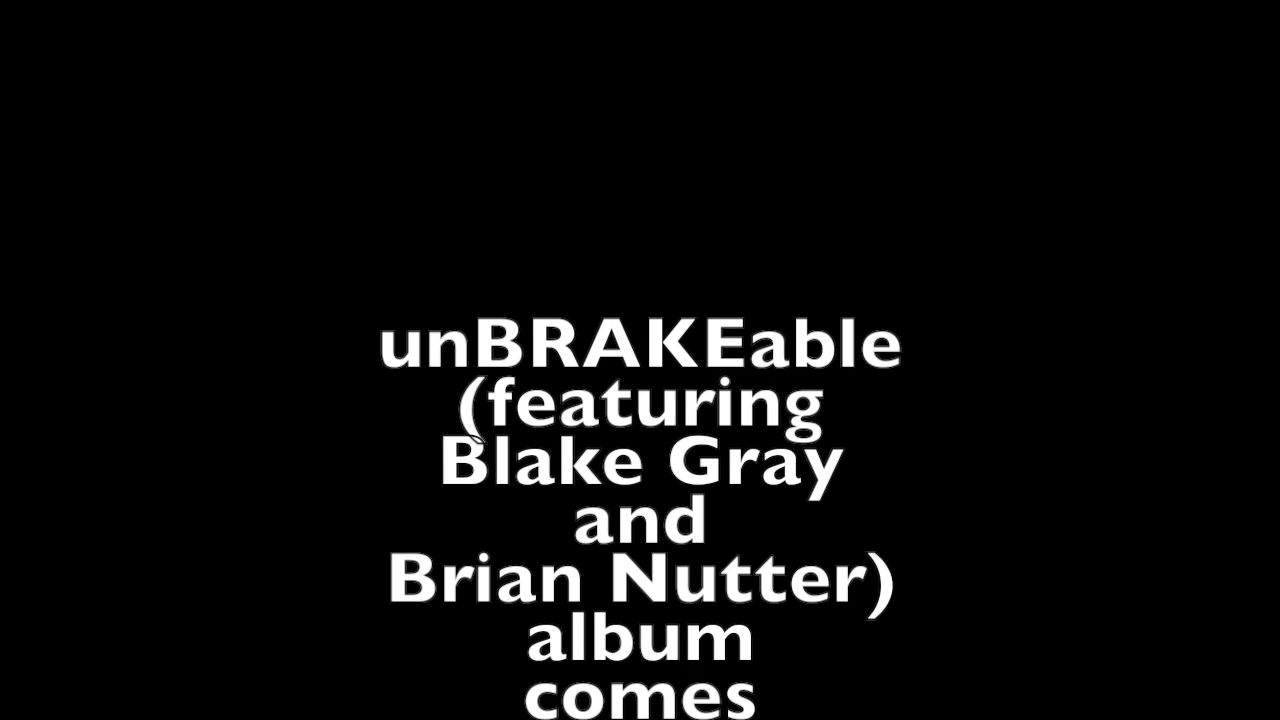 unBRAKEable
(featuring
Blake Gray
and
Brian Nutter)
album
comes